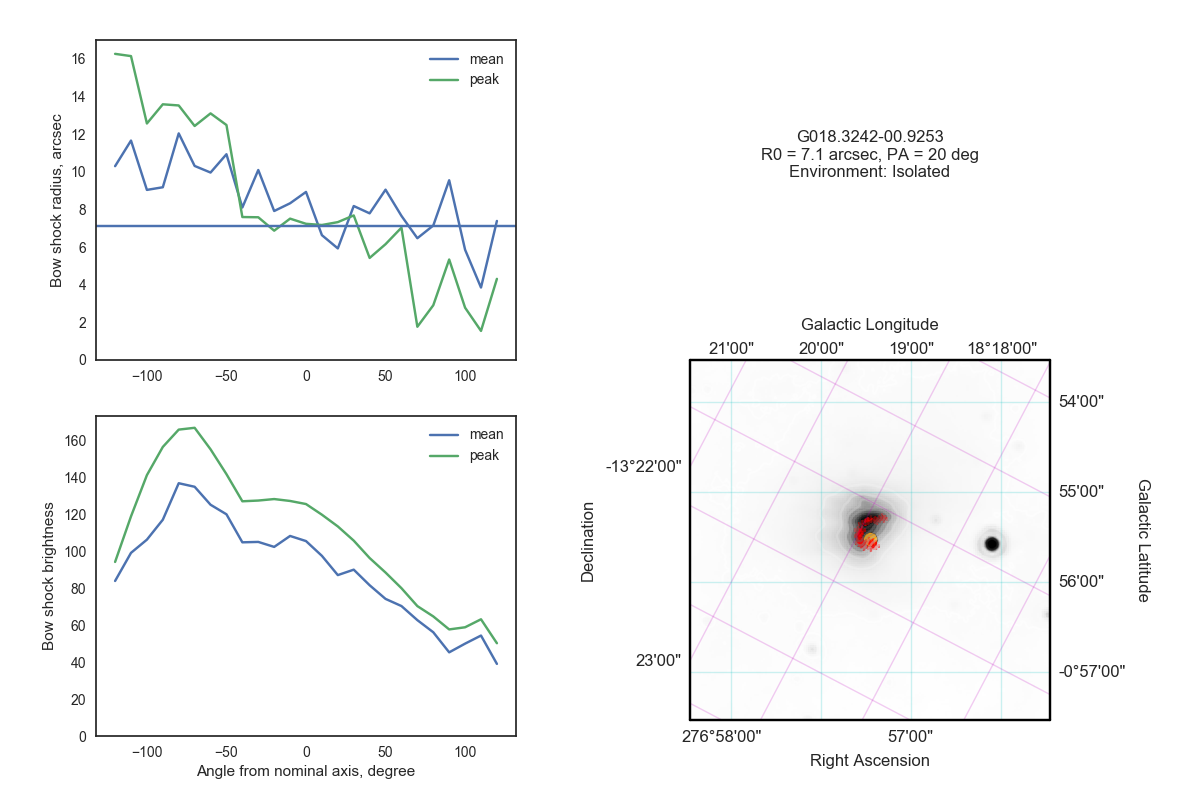 16
14
12
10
8
6
4
2
0
Bow shock radius, arcsec
mean
peak
−100
−50
0
50
100
160
140
120
100
80
60
40
20
0
Bow shock brightness
mean
peak
−100
−50
0
50
100
Angle from nominal axis, degree
G018.3242-00.9253
R0 = 7.1 arcsec, PA = 20 deg
Environment: Isolated
Galactic Longitude
21'00" 20'00" 19'00" 18°18'00"
-13°22'00"
23'00"
Declination
54'00"
55'00"
56'00"
-0°57'00"
Galactic Latitude
276°58'00" 57'00"
Right Ascension